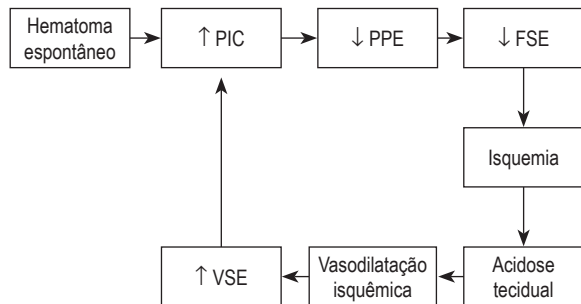 Hematoma
espontâneo
↑ PIC
↓ PPE
↓ FSE
Isquemia
Acidose
tecidual
Vasodilatação
isquêmica
↑ VSE